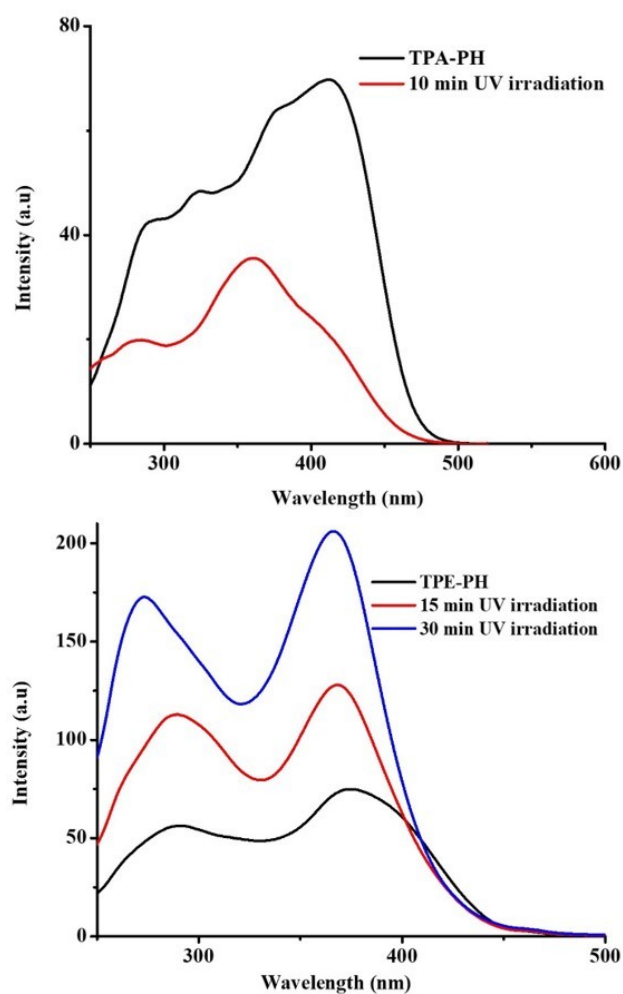 80
TPA-PH
10 min UV irradiation
40
Intensity (a.u)
0
300
400
500
600
Wavelength (nm)
200
TPE-PH
15 min UV irradiation
30 min UV irradiation
150
100
Intensity (a.u)
50
0
300
400
500
Wavelength (nm)